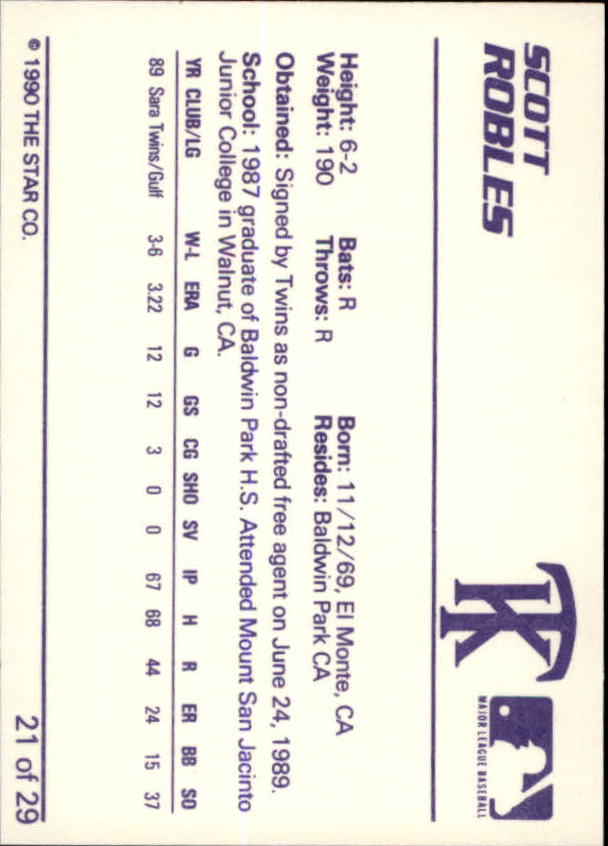 SCOTT
ROBLES
TK
MAJOR LEAGUE BASEBALL
Height: 6-2 Bats: R Born: 11/12/69, El Monte, CA
Weight: 190 Throws: R Resides: Baldwin Park CA
Obtained: Signed by Twins as non-drafted free agent on June 24, 1989.
School: 1987 graduate of Baldwin Park H.S. Attended Mount San Jacinto
Junior College in Walnut, CA.
YR CLUB/LG W-L ERA G GS CG SHO SV IP H R ER BB SO
89 Sara Twins/Gulf 3-6 3.22 12 12 3 0 0 67 68 44 24 15 37
© 1990 THE STAR CO. 21 of 29